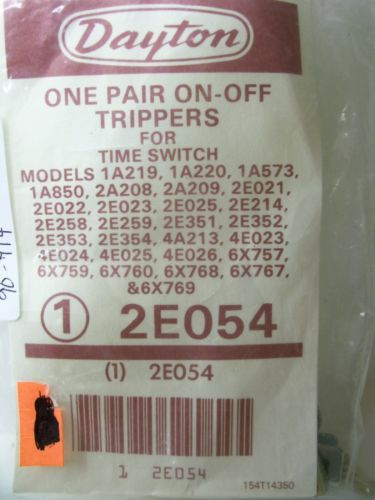 Dayton
ONE PAIR ON-OFF
TRIPPERS
FOR
TIME SWITCH
MODELS 1A219, 1A220, 1A573,
1A850, 2A208, 2A209, 2E021,
2E022, 2E023, 2E025, 2E214,
2E258, 2E259, 2E351, 2E352,
2E353, 2E354, 4A213, 4E023,
4E024, 4E025, 4E026, 6X757,
6X759, 6X760, 6X768, 6X767,
&6X769
1 2E054
(1) 2E054
1 2E054
154T14350